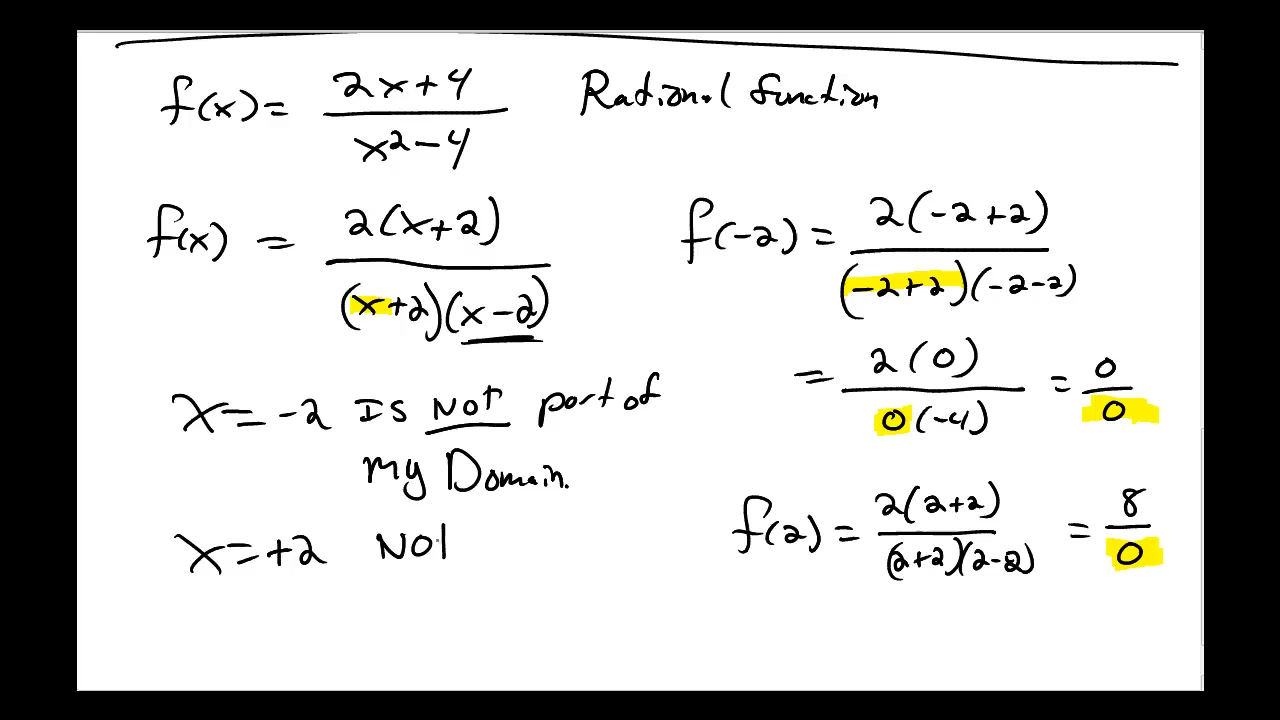 f(x) = (2x+4)/(x²-4) Rational function
f(x) = 2(x+2)/((x+2)(x-2))
x = -2 Is Not part of
my Domain.
x = +2 Not
f(-2) = 2(-2+2)/((-2+2)(-2-2))
= 2(0)/(0(-4)) = 0/0
f(2) = 2(2+2)/((2+2)(2-2)) = 8/0